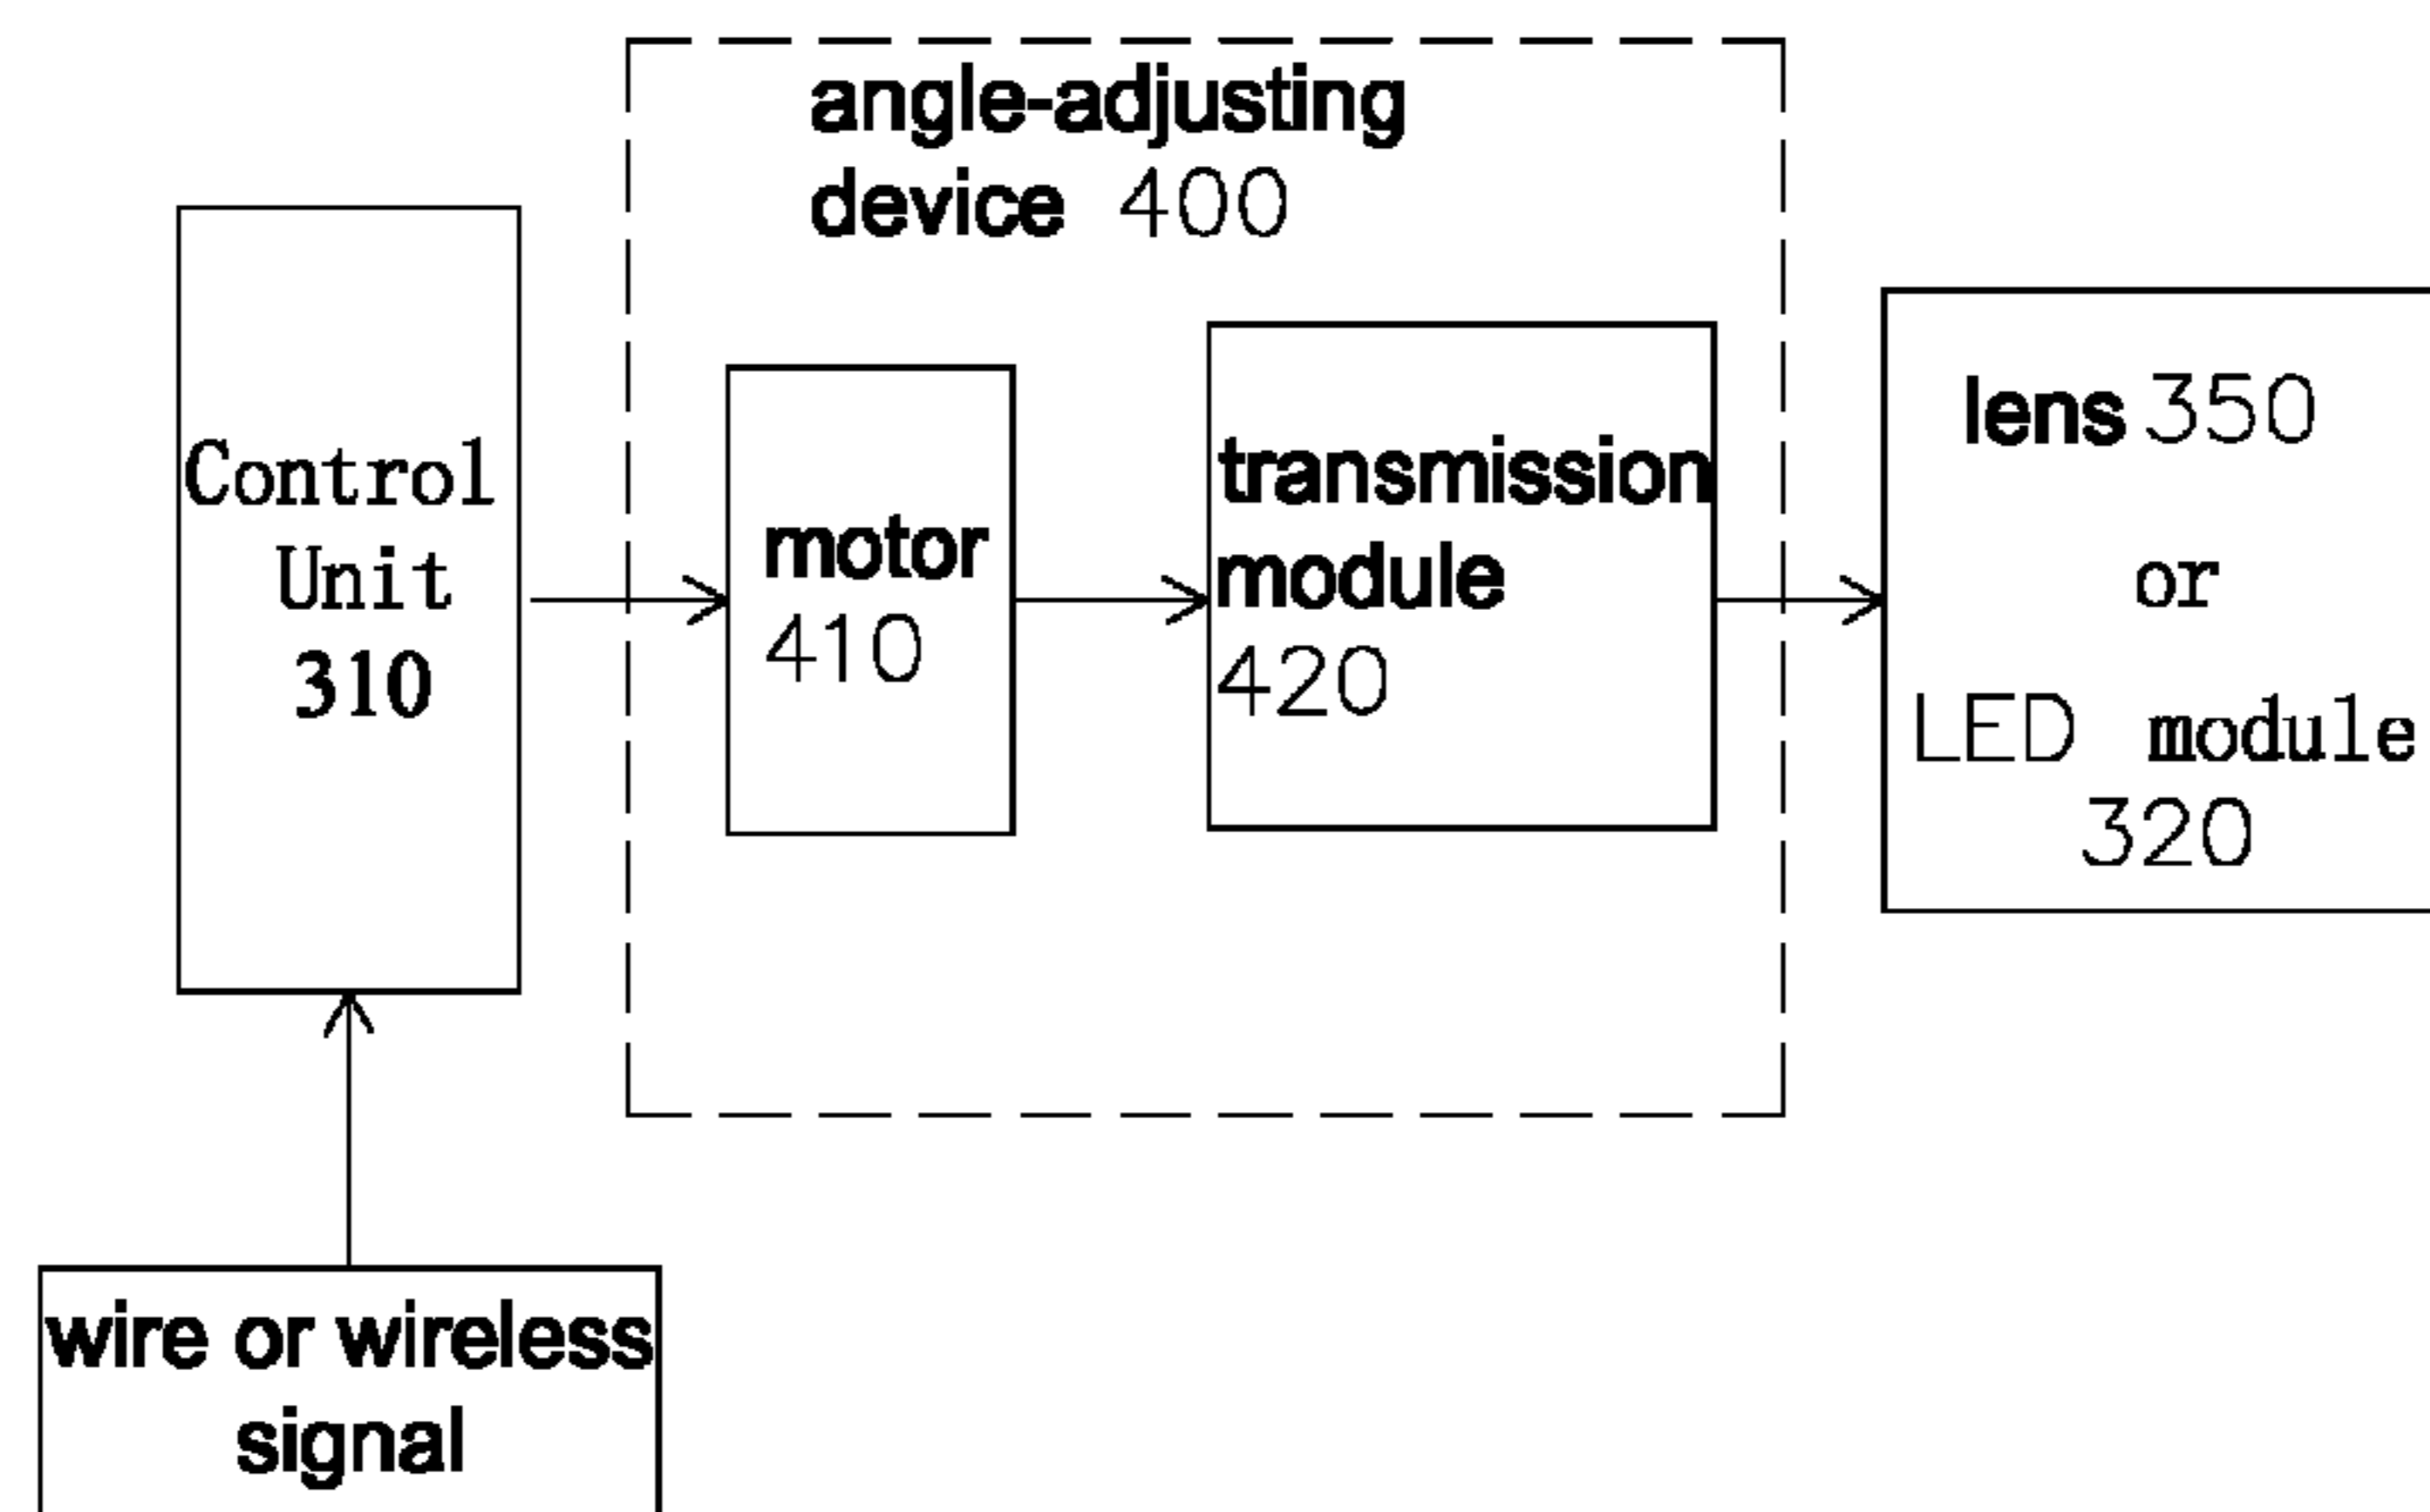 angle-adjusting
device 400
Control
Unit
310
motor
410
transmission
module
420
lens 350
or
LED module
320
wire or wireless
signal